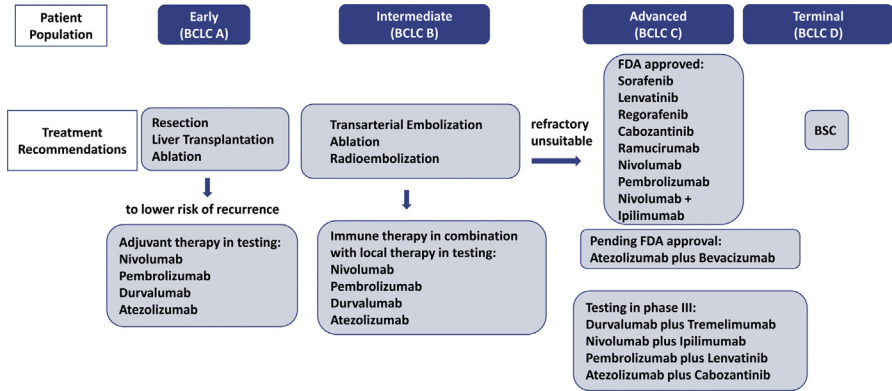 Patient
Population
Early
(BCLC A)
Intermediate
(BCLC B)
Advanced
(BCLC C)
Terminal
(BCLC D)
Treatment
Recommendations
Resection
Liver Transplantation
Ablation
to lower risk of recurrence
Adjuvant therapy in testing:
Nivolumab
Pembrolizumab
Durvalumab
Atezolizumab
Transarterial Embolization
Ablation
Radioembolization
Immune therapy in combination
with local therapy in testing:
Nivolumab
Pembrolizumab
Durvalumab
Atezolizumab
refractory
unsuitable
FDA approved:
Sorafenib
Lenvatinib
Regorafenib
Cabozantinib
Ramucirumab
Nivolumab
Pembrolizumab
Nivolumab +
Ipilimumab
Pending FDA approval:
Atezolizumab plus Bevacizumab
Testing in phase III:
Durvalumab plus Tremelimumab
Nivolumab plus Ipilimumab
Pembrolizumab plus Lenvatinib
Atezolizumab plus Cabozantinib
BSC